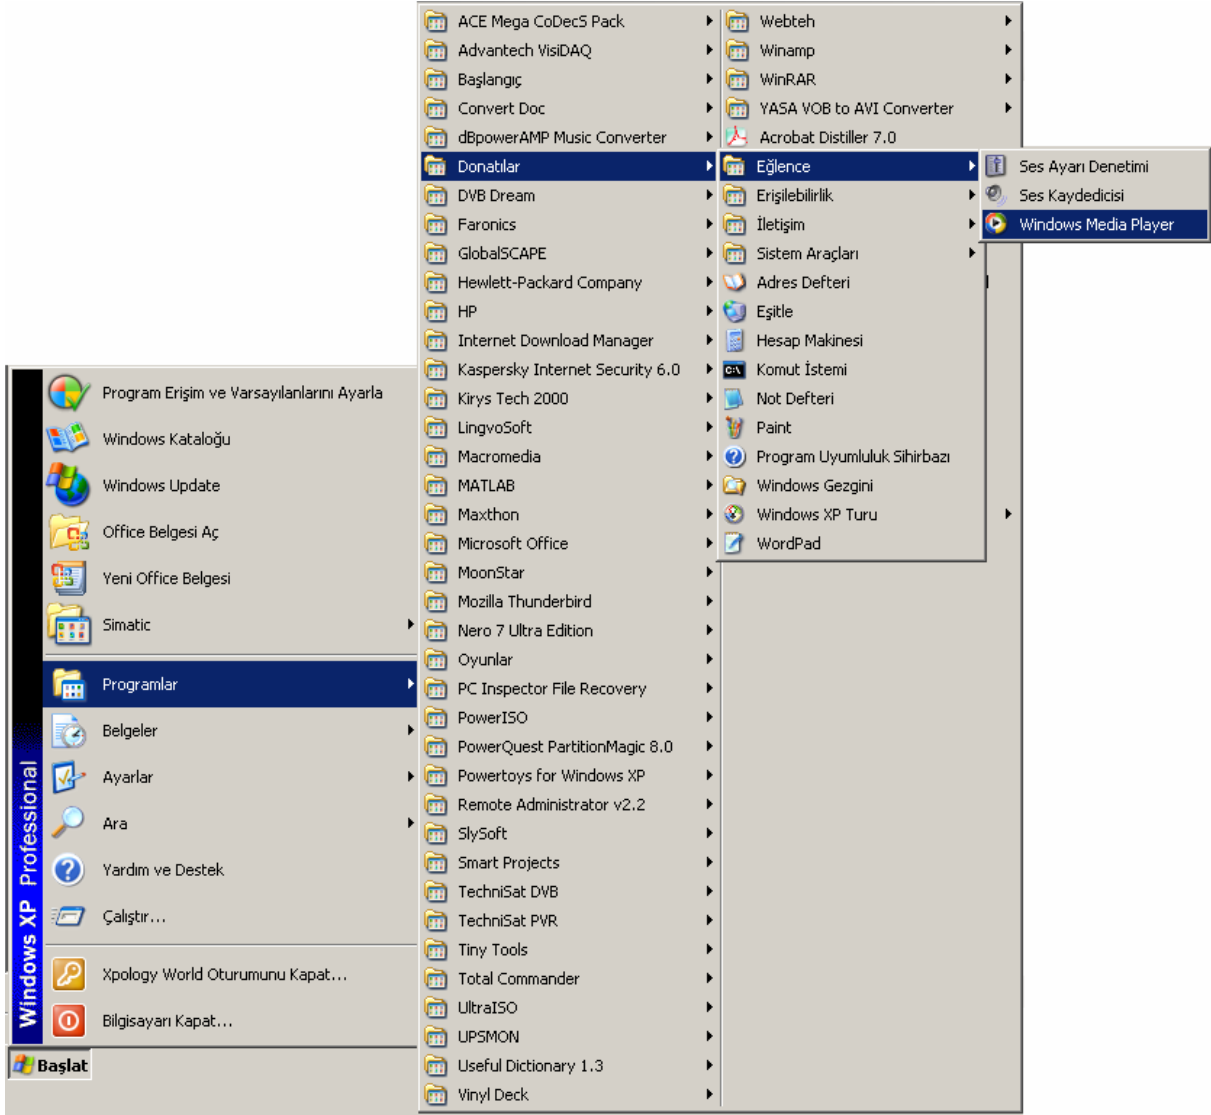 ACE Mega CoDecS Pack
Advantech VisiDAQ
Başlangıç
Convert Doc
dBpowerAMP Music Converter
Donatılar
DVB Dream
Faronics
GlobalSCAPE
Hewlett-Packard Company
HP
Internet Download Manager
Kaspersky Internet Security 6.0
Kirys Tech 2000
LingvoSoft
Macromedia
MATLAB
Maxthon
Microsoft Office
MoonStar
Mozilla Thunderbird
Nero 7 Ultra Edition
Oyunlar
PC Inspector File Recovery
PowerISO
PowerQuest PartitionMagic 8.0
Powertoys for Windows XP
Remote Administrator v2.2
SlySoft
Smart Projects
TechniSat DVB
TechniSat PVR
Tiny Tools
Total Commander
UltraISO
UPSMON
Useful Dictionary 1.3
Vinyl Deck
Webteh
Winamp
WinRAR
YASA VOB to AVI Converter
Acrobat Distiller 7.0
Eğlence
Erişilebilirlik
İletişim
Sistem Araçları
Adres Defteri
Eşitle
Hesap Makinesi
Komut İstemi
Not Defteri
Paint
Program Uyumluluk Sihirbazı
Windows Gezgini
Windows XP Turu
WordPad
Ses Ayarı Denetimi
Ses Kaydedicisi
Windows Media Player
Program Erişim ve Varsayılanlarını Ayarla
Windows Kataloğu
Windows Update
Office Belgesi Aç
Yeni Office Belgesi
Simatic
Programlar
Belgeler
Ayarlar
Ara
Yardım ve Destek
Çalıştır...
Xpology World Oturumunu Kapat...
Bilgisayarı Kapat...
Windows XP Professional
Başlat